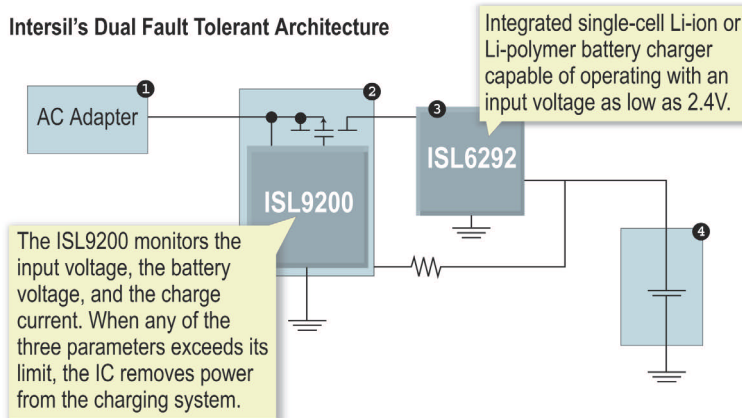 Intersil's Dual Fault Tolerant Architecture
Integrated single-cell Li-ion or
Li-polymer battery charger
capable of operating with an
input voltage as low as 2.4V.
1
AC Adapter
2
3
ISL6292
ISL9200
4
The ISL9200 monitors the
input voltage, the battery
voltage, and the charge
current. When any of the
three parameters exceeds its
limit, the IC removes power
from the charging system.